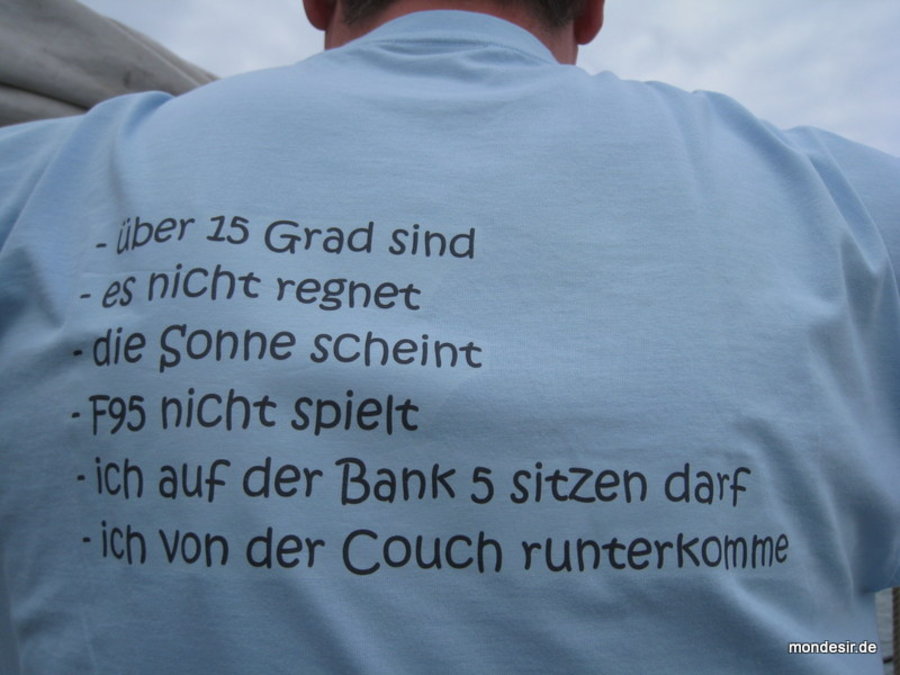 - über 15 Grad sind
- es nicht regnet
- die Sonne scheint
- F95 nicht spielt
- ich auf der Bank 5 sitzen darf
- ich von der Couch runterkomme
mondesir.de